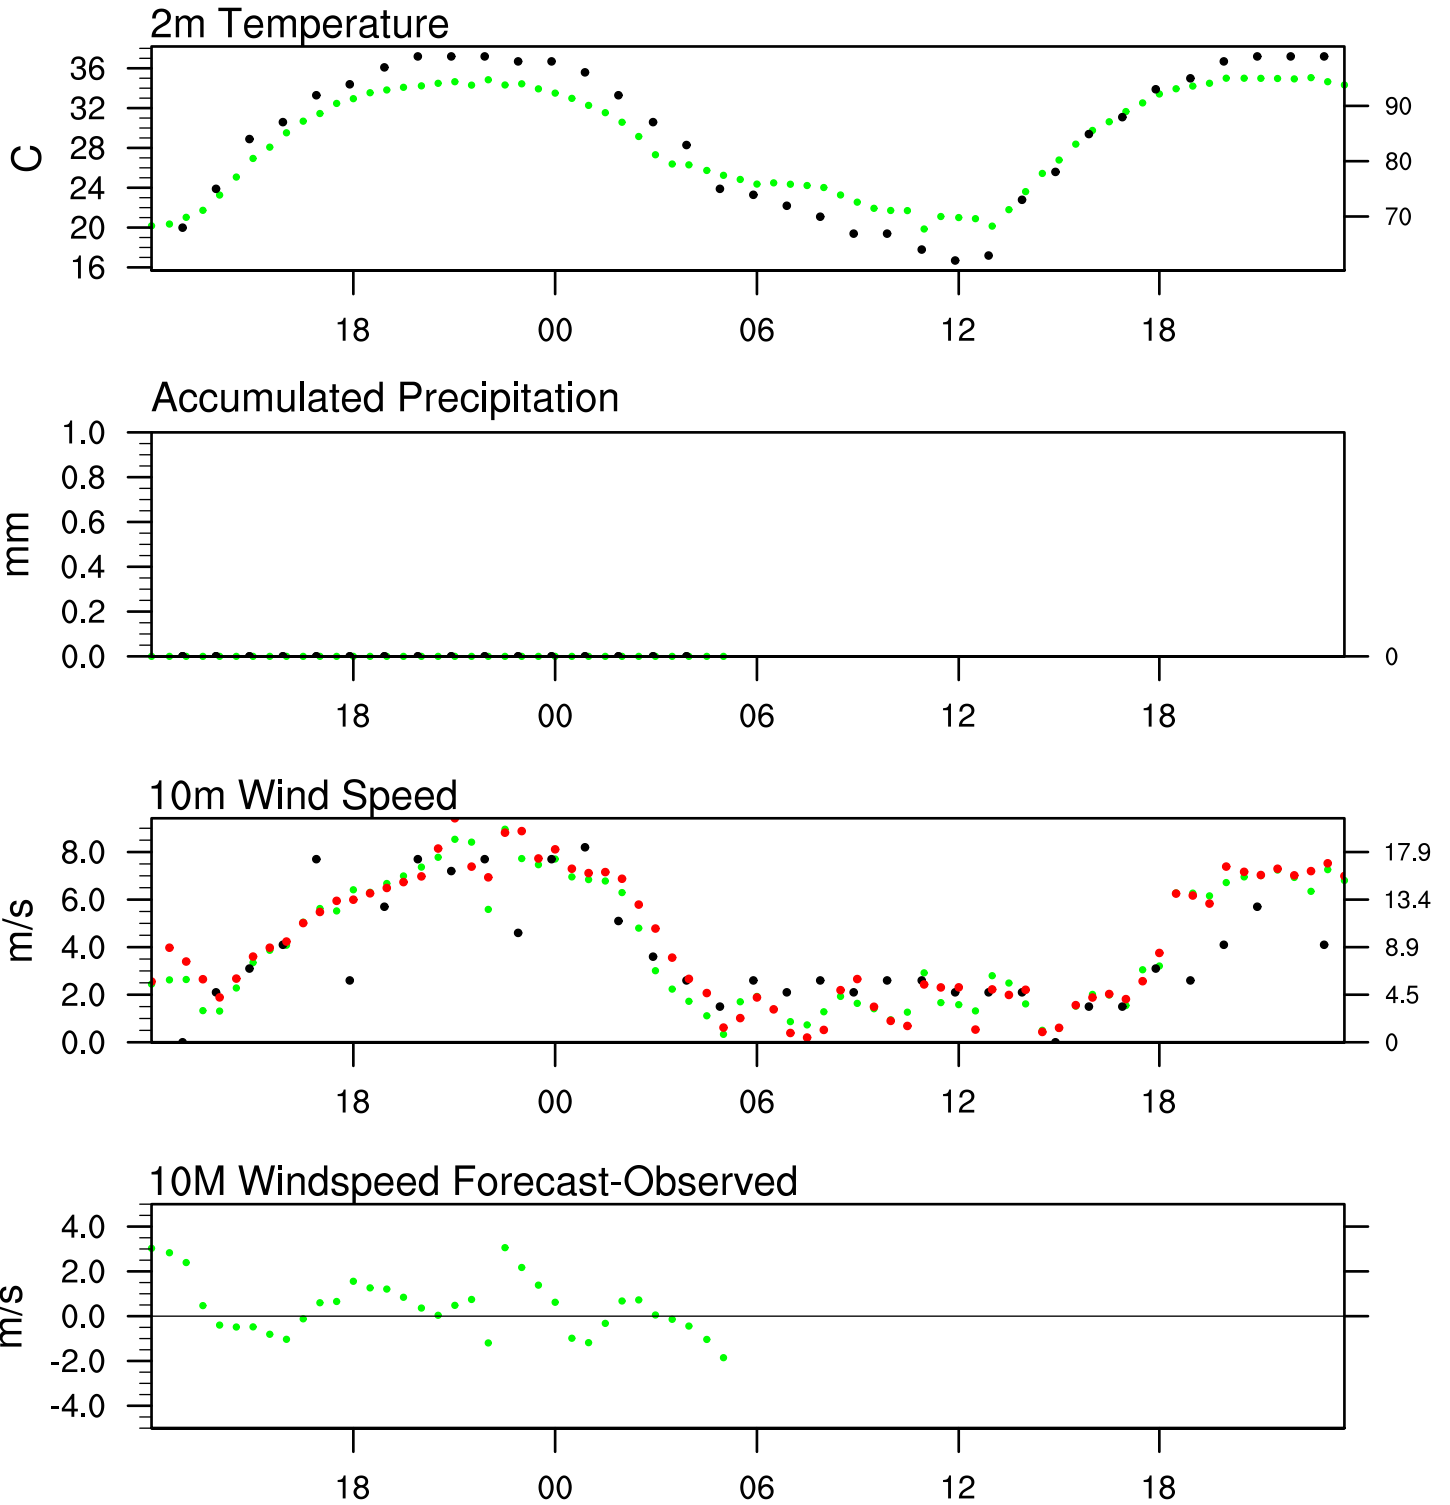 2m Temperature
36
32
28
24
20
16
C
90
80
70
18 00 06 12 18
Accumulated Precipitation
1.0
0.8
0.6
0.4
0.2
0.0
mm
0
18 00 06 12 18
10m Wind Speed
8.0 17.9
6.0 13.4
4.0 8.9
2.0 4.5
0.0 0
m/s
18 00 06 12 18
10M Windspeed Forecast-Observed
4.0
2.0
0.0
-2.0
-4.0
m/s
18 00 06 12 18